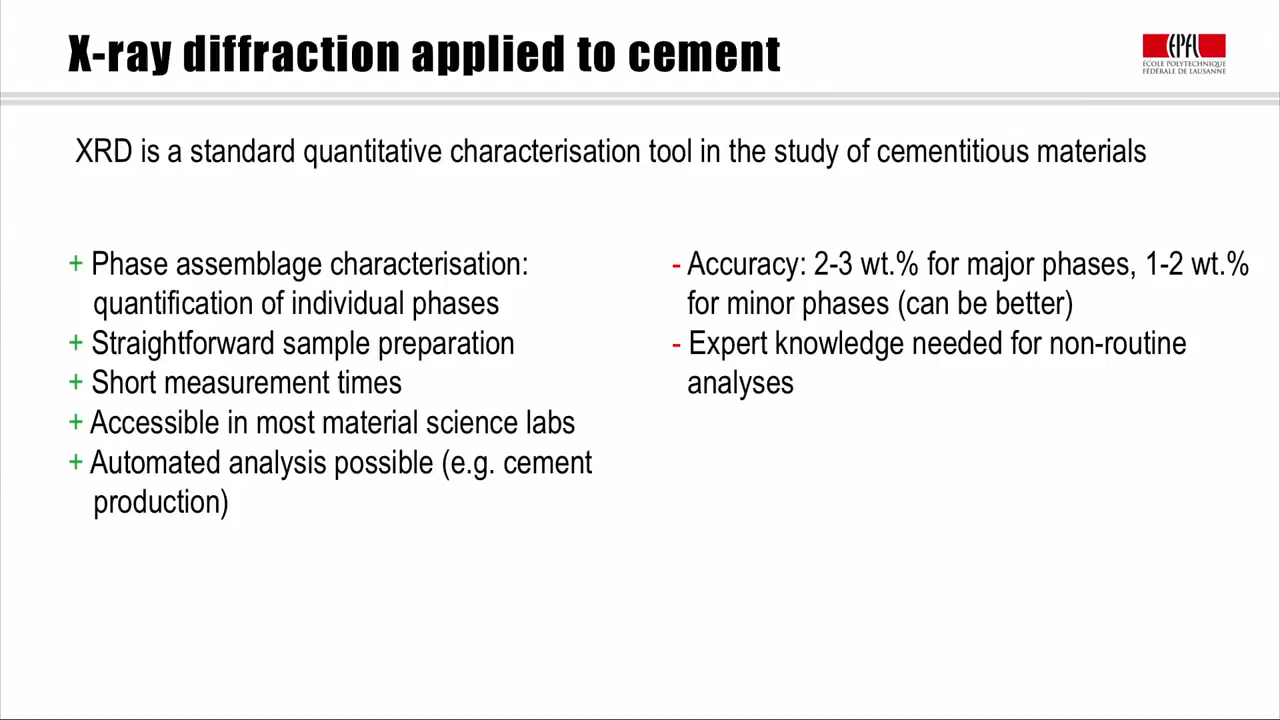 X-ray diffraction applied to cement
EPFL
ÉCOLE POLYTECHNIQUE
FÉDÉRALE DE LAUSANNE
XRD is a standard quantitative characterisation tool in the study of cementitious materials
+ Phase assemblage characterisation:
quantification of individual phases
+ Straightforward sample preparation
+ Short measurement times
+ Accessible in most material science labs
+ Automated analysis possible (e.g. cement
production)
- Accuracy: 2-3 wt.% for major phases, 1-2 wt.%
for minor phases (can be better)
- Expert knowledge needed for non-routine
analyses